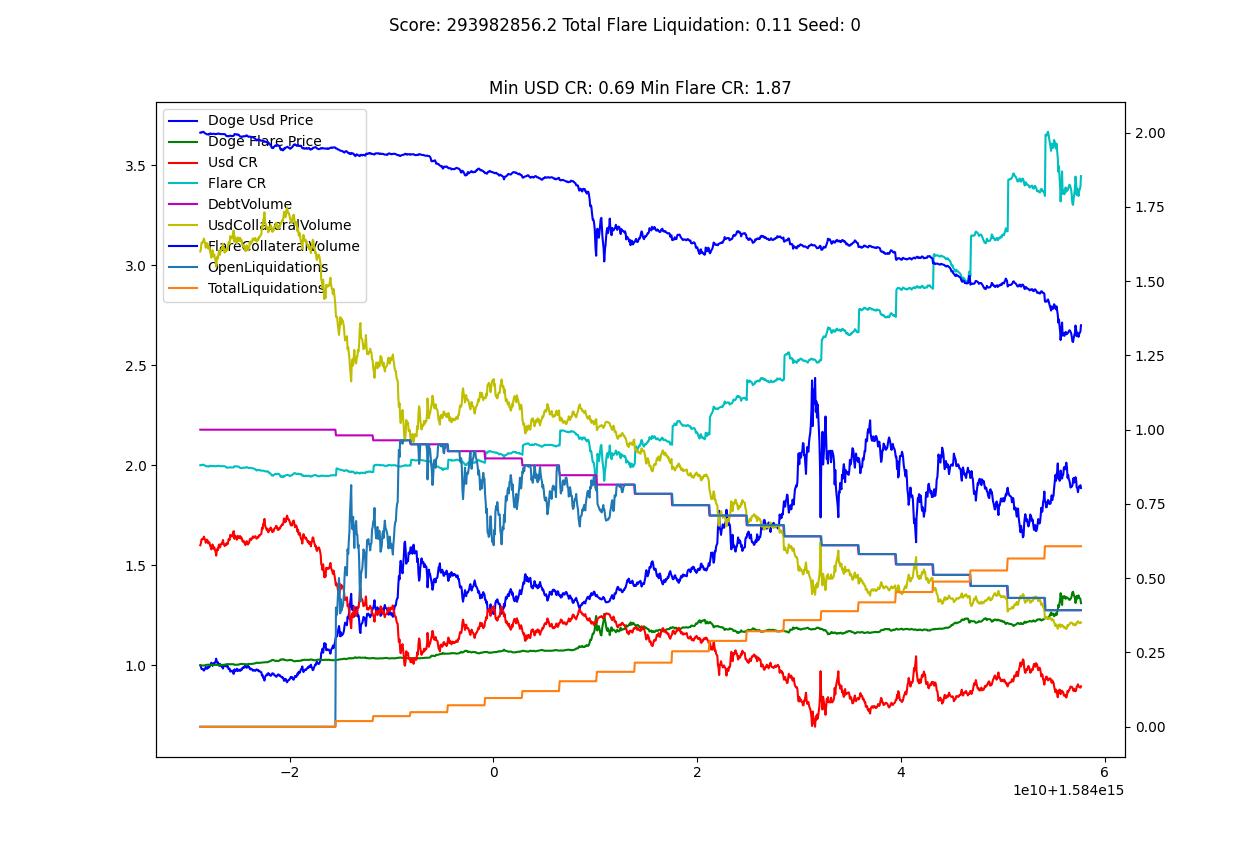 Score: 293982856.2 Total Flare Liquidation: 0.11 Seed: 0
Min USD CR: 0.69 Min Flare CR: 1.87
Doge Usd Price
Doge Flare Price
Usd CR
Flare CR
DebtVolume
UsdCollateralVolume
FlareCollateralVolume
OpenLiquidations
TotalLiquidations
3.5
3.0
2.5
2.0
1.5
1.0
2.00
1.75
1.50
1.25
1.00
0.75
0.50
0.25
0.00
−2
0
2
4
6
1e10+1.584e15